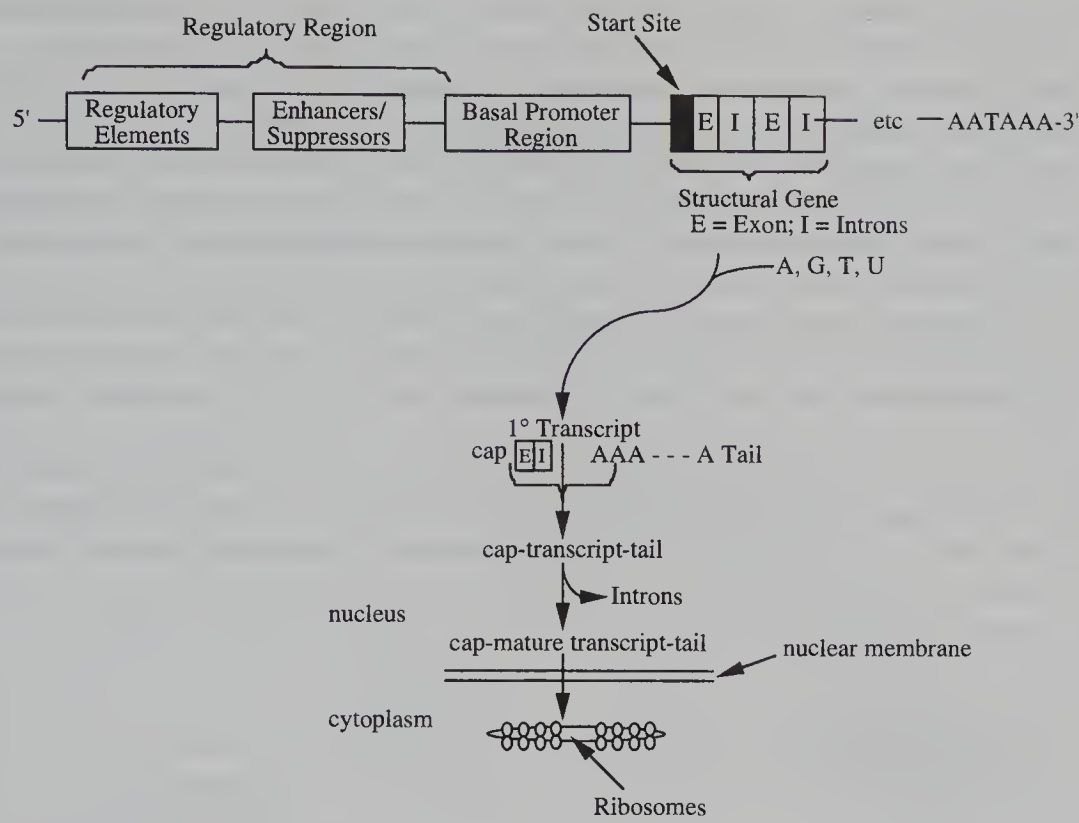 Regulatory Region
Start Site
5'
Regulatory
Elements
Enhancers/
Suppressors
Basal Promoter
Region
E I E I
etc
AATAAA-3'
Structural Gene
E = Exon; I = Introns
A, G, T, U
1° Transcript
cap E I AAA - - - A Tail
cap-transcript-tail
Introns
nucleus
cap-mature transcript-tail
nuclear membrane
cytoplasm
Ribosomes